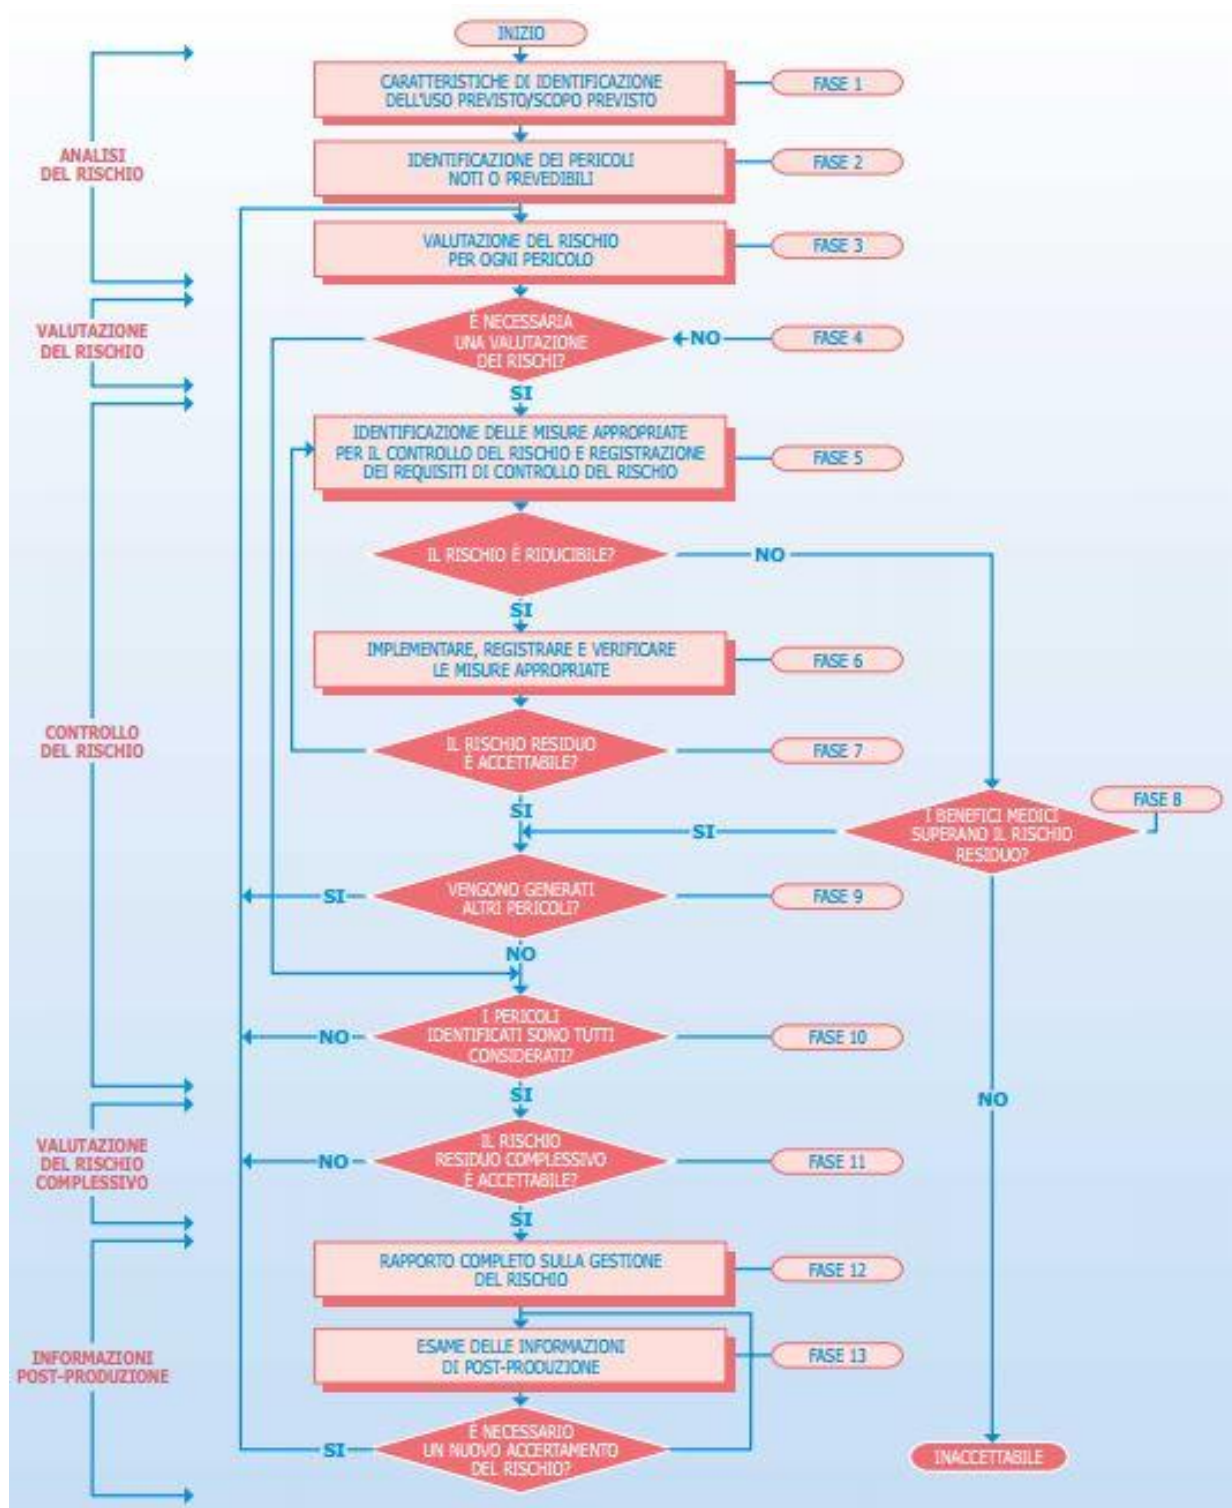 INIZIO
CARATTERISTICHE DI IDENTIFICAZIONE
DELL'USO PREVISTO/SCOPO PREVISTO
FASE 1
ANALISI
DEL RISCHIO
IDENTIFICAZIONE DEI PERICOLI
NOTI O PREVEDIBILI
FASE 2
VALUTAZIONE DEL RISCHIO
PER OGNI PERICOLO
FASE 3
VALUTAZIONE
DEL RISCHIO
È NECESSARIA
UNA VALUTAZIONE
DEI RISCHI?
NO
FASE 4
SI
IDENTIFICAZIONE DELLE MISURE APPROPRIATE
PER IL CONTROLLO DEL RISCHIO E REGISTRAZIONE
DEI REQUISITI DI CONTROLLO DEL RISCHIO
FASE 5
IL RISCHIO È RIDUCIBILE?
NO
SI
IMPLEMENTARE, REGISTRARE E VERIFICARE
LE MISURE APPROPRIATE
FASE 6
CONTROLLO
DEL RISCHIO
IL RISCHIO RESIDUO
È ACCETTABILE?
FASE 7
SI
FASE 8
I BENEFICI MEDICI
SUPERANO IL RISCHIO
RESIDUO?
SI
VENGONO GENERATI
ALTRI PERICOLI?
SI
FASE 9
NO
I PERICOLI
IDENTIFICATI SONO TUTTI
CONSIDERATI?
NO
FASE 10
SI
NO
VALUTAZIONE
DEL RISCHIO
COMPLESSIVO
IL RISCHIO
RESIDUO COMPLESSIVO
È ACCETTABILE?
NO
FASE 11
SI
RAPPORTO COMPLETO SULLA GESTIONE
DEL RISCHIO
FASE 12
INFORMAZIONI
POST-PRODUZIONE
ESAME DELLE INFORMAZIONI
DI POST-PRODUZIONE
FASE 13
È NECESSARIO
UN NUOVO ACCERTAMENTO
DEL RISCHIO?
SI
INACCETTABILE